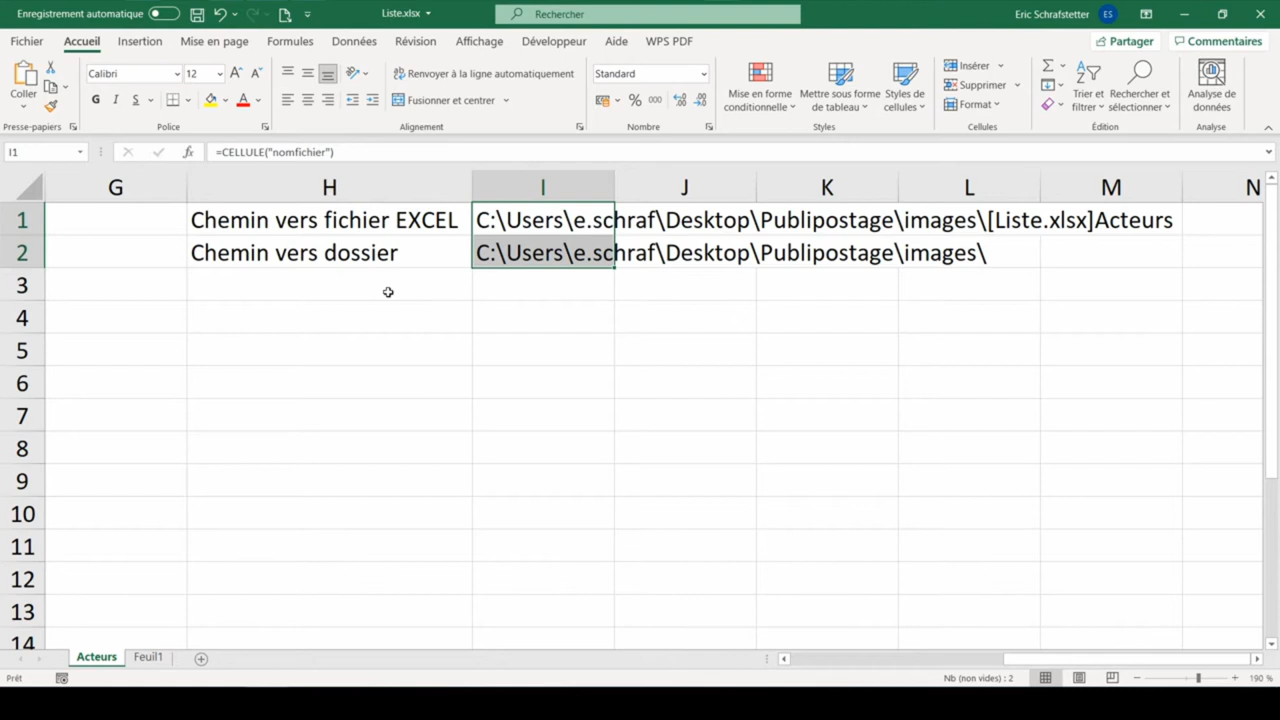 Enregistrement automatique
Liste.xlsx
Rechercher
Eric Schrafstetter
ES
Fichier Accueil Insertion Mise en page Formules Données Révision Affichage Développeur Aide WPS PDF
Partager
Commentaires
Coller
Calibri 12
G I S
Renvoyer à la ligne automatiquement
Fusionner et centrer
Standard
% 000
Mise en forme conditionnelle
Mettre sous forme de tableau
Styles de cellules
Insérer
Supprimer
Format
Trier et filtrer
Rechercher et sélectionner
Analyse de données
Presse-papiers Police Alignement Nombre Styles Cellules Édition Analyse
I1
fx
=CELLULE("nomfichier")
G H I J K L M N
1 Chemin vers fichier EXCEL C:\Users\e.schraf\Desktop\Publipostage\images\[Liste.xlsx]Acteurs
2 Chemin vers dossier C:\Users\e.schraf\Desktop\Publipostage\images\
3
4
5
6
7
8
9
10
11
12
13
14
Acteurs Feuil1
Prêt
Nb (non vides) : 2
190 %